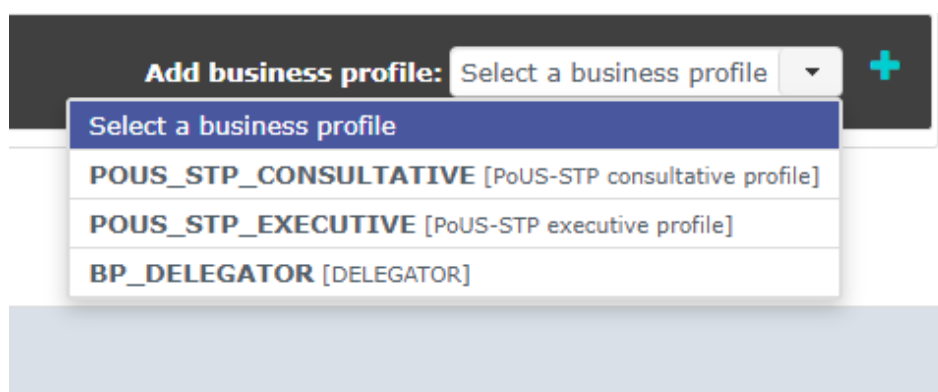 Add business profile: Select a business profile
Select a business profile
POUS_STP_CONSULTATIVE [PoUS-STP consultative profile]
POUS_STP_EXECUTIVE [PoUS-STP executive profile]
BP_DELEGATOR [DELEGATOR]